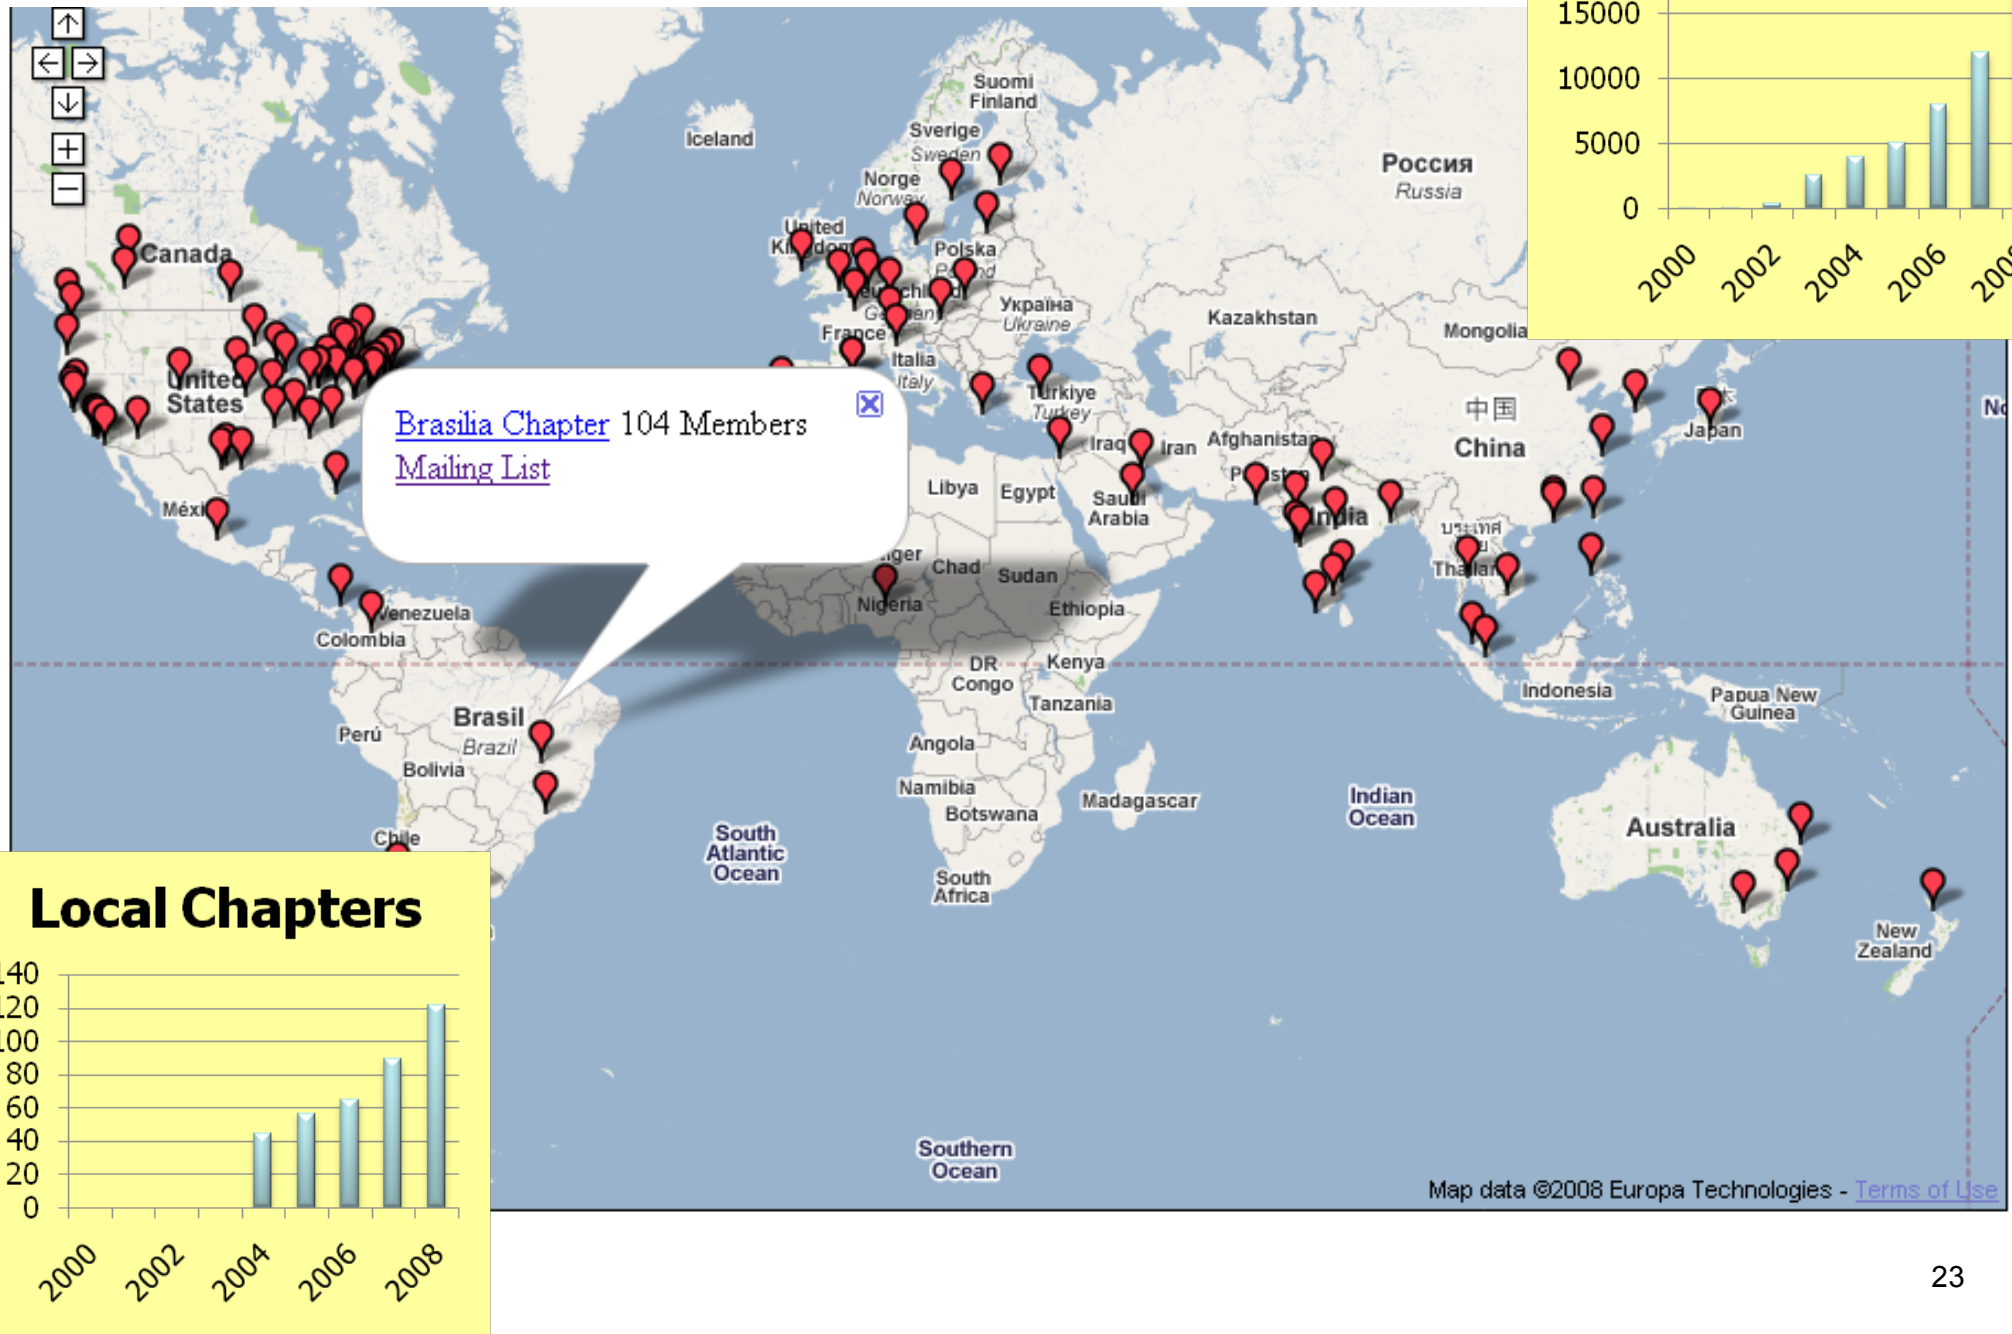 15000
10000
5000
0
2000
2002
2004
2006
Suomi
Finland
Iceland
Sverige
Sweden
Россия
Russia
Norge
Norway
United
Kingdom
Polska
Canada
Україна
Ukraine
Kazakhstan
Mongolia
France
Italia
Italy
United
States
Türkiye
Turkey
中国
China
Japan
Brasilia Chapter 104 Members
Mailing List
Iraq
Iran
Libya
Egypt
Saudi
Arabia
India
Chad
Sudan
Nigeria
Ethiopia
Venezuela
Colombia
DR
Congo
Kenya
Tanzania
Indonesia
Papua New
Guinea
Brasil
Brazil
Perú
Bolivia
Angola
Namibia
Botswana
Madagascar
Indian
Ocean
South
Atlantic
Ocean
Chile
South
Africa
Australia
New
Zealand
Local Chapters
140
120
100
80
60
40
20
0
2000
2002
2004
2006
2008
Southern
Ocean
Map data ©2008 Europa Technologies - Terms of Use
23